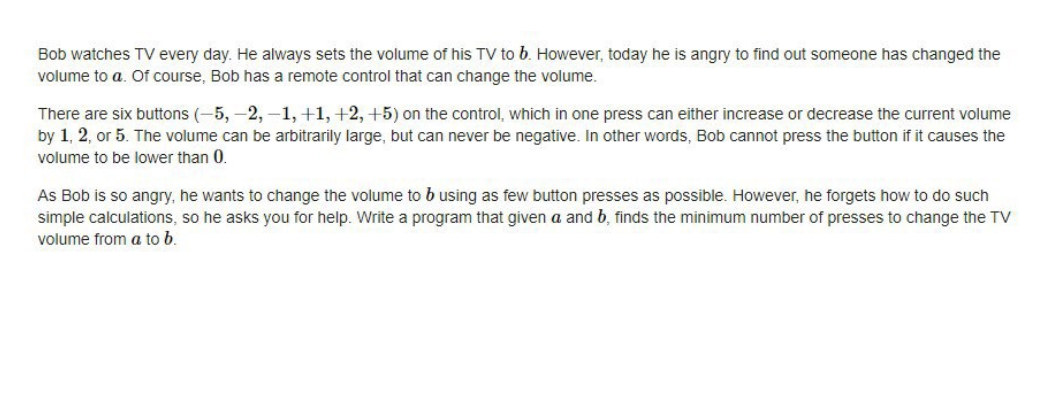 Bob watches TV every day. He always sets the volume of his TV to b. However, today he is angry to find out someone has changed the
volume to a. Of course, Bob has a remote control that can change the volume.
There are six buttons (−5, −2, −1, +1, +2, +5) on the control, which in one press can either increase or decrease the current volume
by 1, 2, or 5. The volume can be arbitrarily large, but can never be negative. In other words, Bob cannot press the button if it causes the
volume to be lower than 0.
As Bob is so angry, he wants to change the volume to b using as few button presses as possible. However, he forgets how to do such
simple calculations, so he asks you for help. Write a program that given a and b, finds the minimum number of presses to change the TV
volume from a to b.